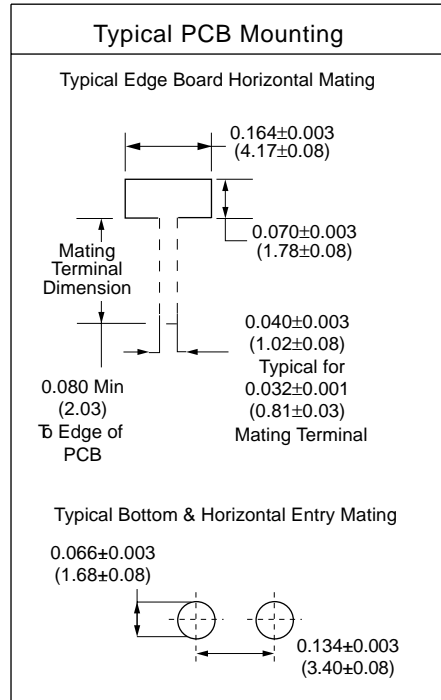 Typical PCB Mounting
Typical Edge Board Horizontal Mating
0.164±0.003
(4.17±0.08)
0.070±0.003
(1.78±0.08)
Mating
Terminal
Dimension
0.040±0.003
(1.02±0.08)
Typical for
0.032±0.001
(0.81±0.03)
Mating Terminal
0.080 Min
(2.03)
To Edge of
PCB
Typical Bottom & Horizontal Entry Mating
0.066±0.003
(1.68±0.08)
0.134±0.003
(3.40±0.08)